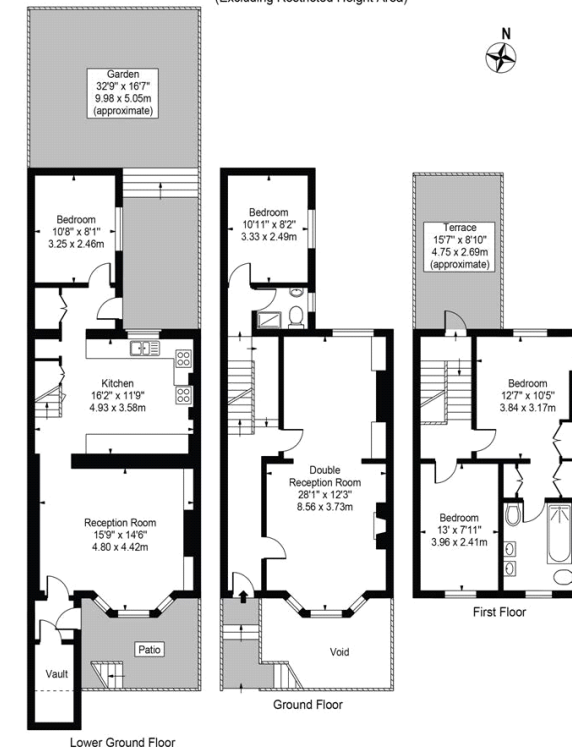 (Excluding Restricted Height Area)
N
Garden
32'9" x 16'7"
9.98 x 5.05m
(approximate)
Bedroom
10'8" x 8'1"
3.25 x 2.46m
Kitchen
16'2" x 11'9"
4.93 x 3.58m
Reception Room
15'9" x 14'6"
4.80 x 4.42m
Patio
Vault
Lower Ground Floor
Bedroom
10'11" x 8'2"
3.33 x 2.49m
Double
Reception Room
28'1" x 12'3"
8.56 x 3.73m
Void
Ground Floor
Terrace
15'7" x 8'10"
4.75 x 2.69m
(approximate)
Bedroom
12'7" x 10'5"
3.84 x 3.17m
Bedroom
13' x 7'11"
3.96 x 2.41m
First Floor